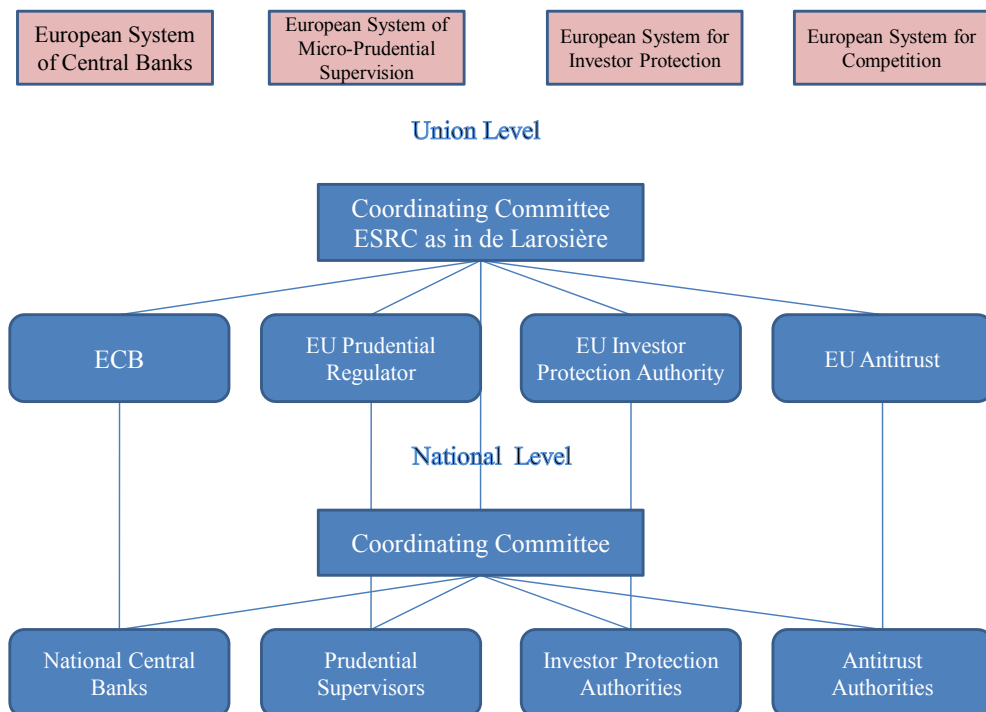 European System
of Central Banks
European System of
Micro-Prudential
Supervision
European System for
Investor Protection
European System for
Competition
Union Level
Coordinating Committee
ESRC as in de Larosière
ECB
EU Prudential
Regulator
EU Investor
Protection Authority
EU Antitrust
National Level
Coordinating Committee
National Central
Banks
Prudential
Supervisors
Investor Protection
Authorities
Antitrust
Authorities